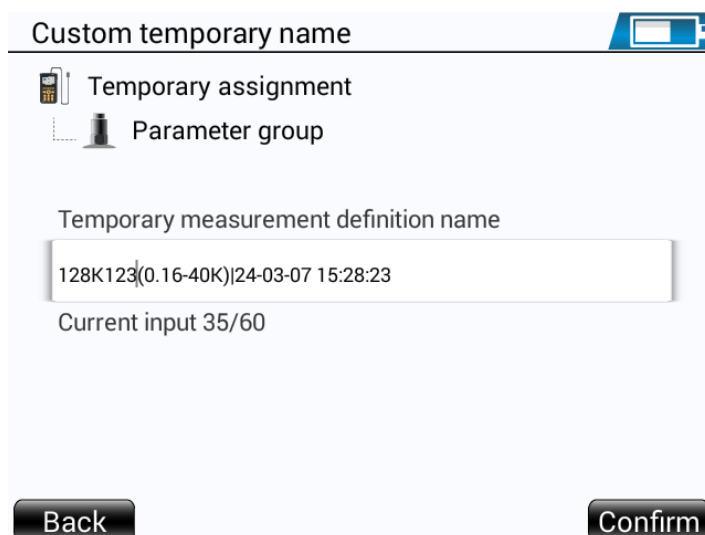 Custom temporary name
Temporary assignment
Parameter group
Temporary measurement definition name
128K123(0.16-40K)|24-03-07 15:28:23
Current input 35/60
Back
Confirm